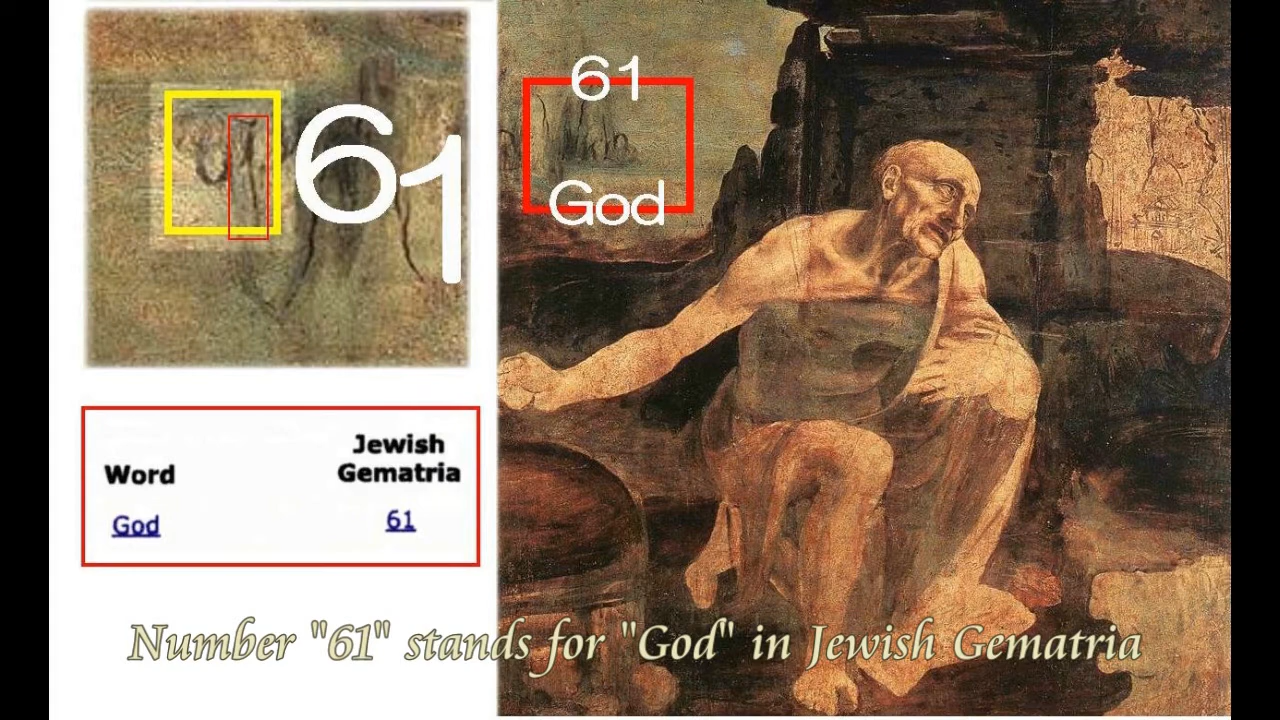 61
61
God
Word
Jewish
Gematria
God
61
Number "61" stands for "God" in Jewish Gematria